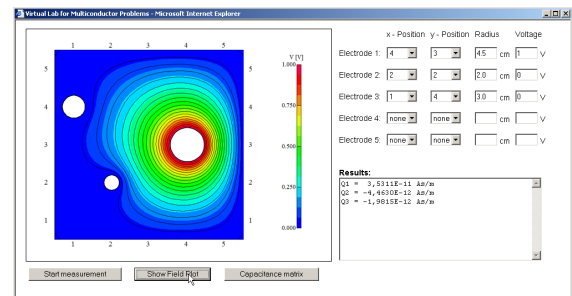 Virtual Lab for Multiconductor Problems - Microsoft Internet Explorer
x - Position y - Position Radius Voltage
Electrode 1: 4 3 4.5 cm 1 V
Electrode 2: 2 2 2.0 cm 0 V
Electrode 3: 1 4 3.0 cm 0 V
Electrode 4: none none cm V
Electrode 5: none none cm V
1 2 3 4 5
V [V]
1.000
5 5
0.750
4 4
0.500
3 3
0.250
2 2
1 1
0.000
1 2 3 4 5
Results:
Q1 = 3,5311E-11 As/m
Q2 = -4,4630E-12 As/m
Q3 = -1,9815E-12 As/m
Start measurement Show Field Plot Capacitance matrix